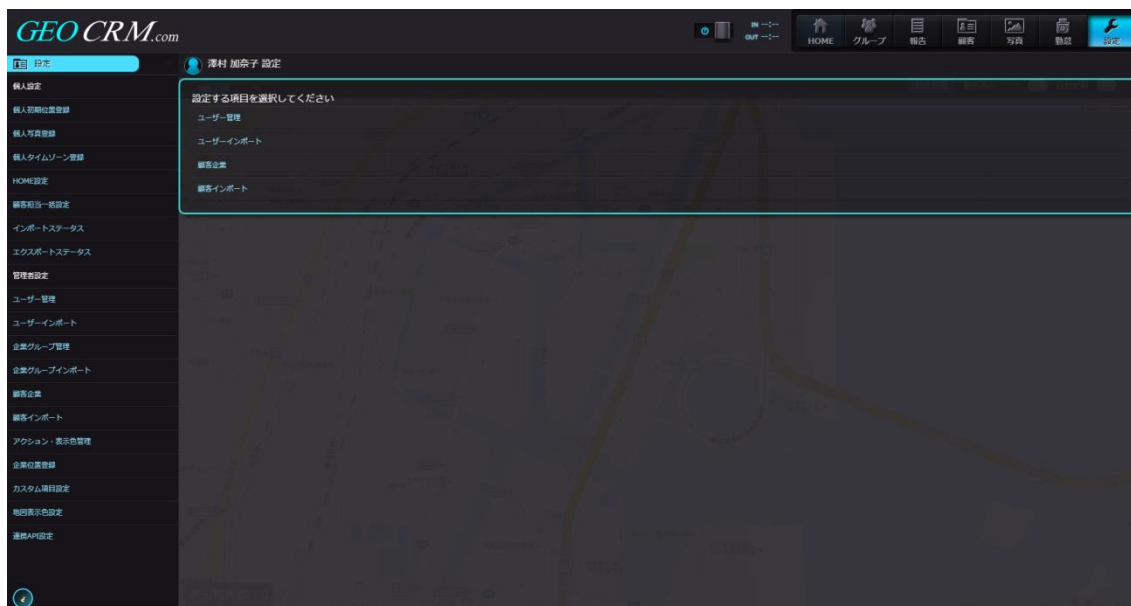 GEO CRM.com
IN --:--
OUT --:--
HOME
グループ
報告
顧客
写真
勤怠
設定
設定
澤村 加奈子 設定
個人設定
個人初期位置登録
個人写真登録
個人タイムゾーン登録
HOME設定
顧客担当一括設定
インポートステータス
エクスポートステータス
管理者設定
ユーザー管理
ユーザーインポート
企業グループ管理
企業グループインポート
顧客企業
顧客インポート
アクション・表示色管理
企業位置登録
カスタム項目設定
地図表示色設定
連携API設定
設定する項目を選択してください
ユーザー管理
ユーザーインポート
顧客企業
顧客インポート